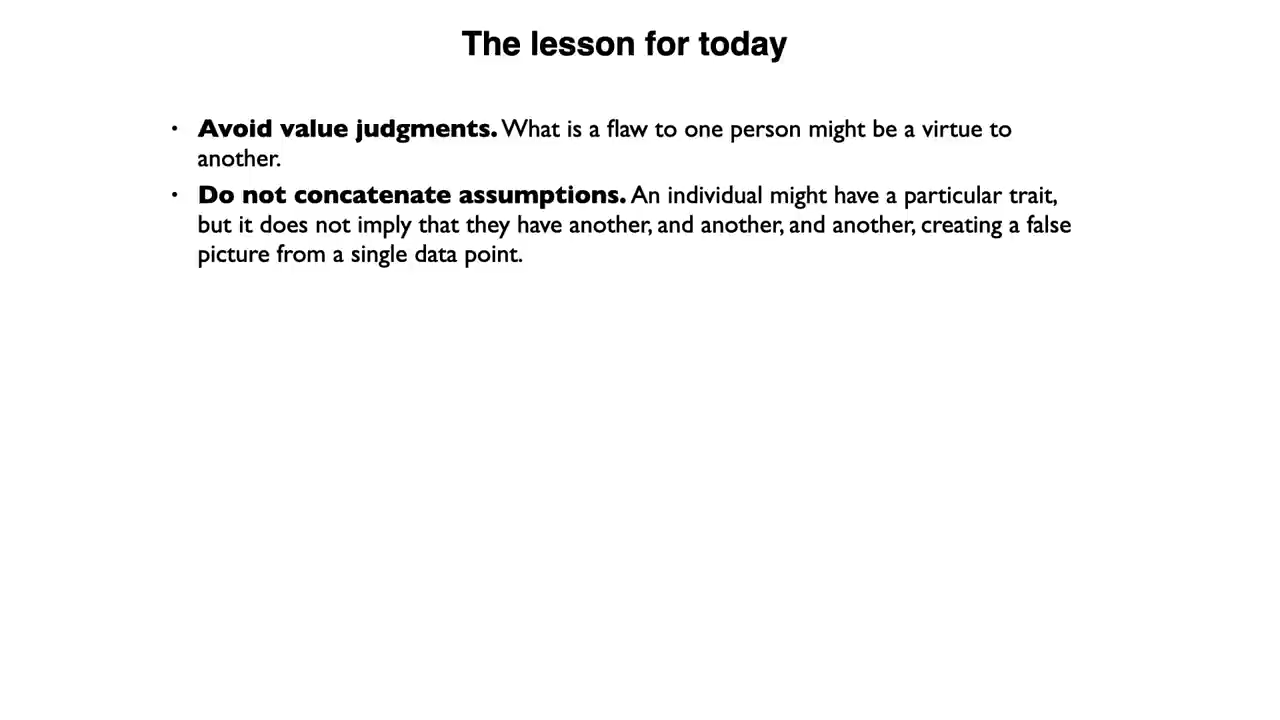 The lesson for today
• Avoid value judgments. What is a flaw to one person might be a virtue to
another.
• Do not concatenate assumptions. An individual might have a particular trait,
but it does not imply that they have another, and another, and another, creating a false
picture from a single data point.